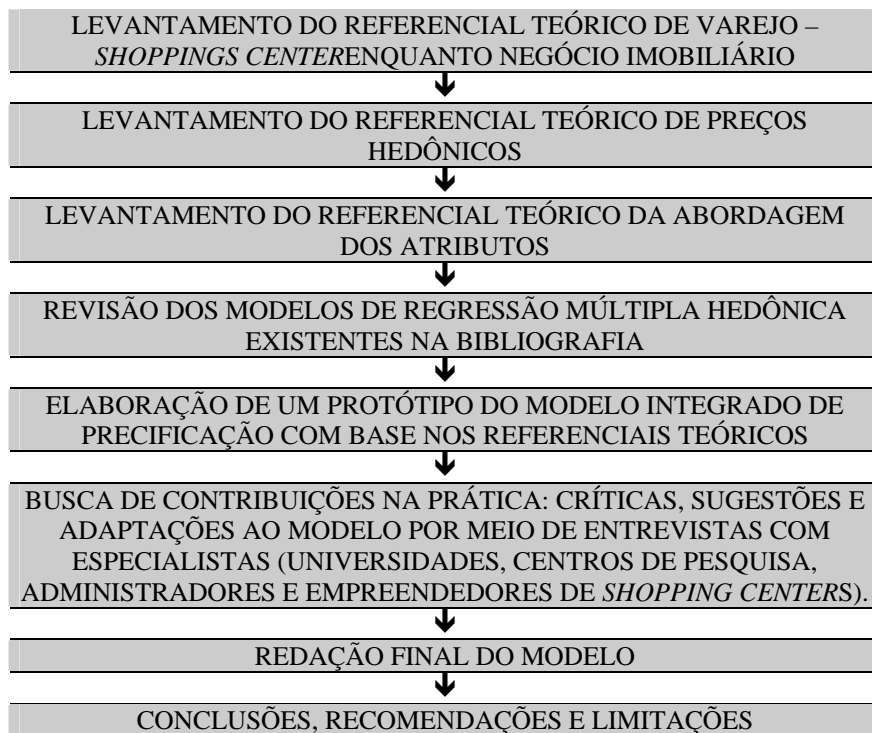 LEVANTAMENTO DO REFERENCIAL TEÓRICO DE VAREJO –
SHOPPINGS CENTERENQUANTO NEGÓCIO IMOBILIÁRIO
LEVANTAMENTO DO REFERENCIAL TEÓRICO DE PREÇOS
HEDÔNICOS
LEVANTAMENTO DO REFERENCIAL TEÓRICO DA ABORDAGEM
DOS ATRIBUTOS
REVISÃO DOS MODELOS DE REGRESSÃO MÚLTIPLA HEDÔNICA
EXISTENTES NA BIBLIOGRAFIA
ELABORAÇÃO DE UM PROTÓTIPO DO MODELO INTEGRADO DE
PRECIFICAÇÃO COM BASE NOS REFERENCIAIS TEÓRICOS
BUSCA DE CONTRIBUIÇÕES NA PRÁTICA: CRÍTICAS, SUGESTÕES E
ADAPTAÇÕES AO MODELO POR MEIO DE ENTREVISTAS COM
ESPECIALISTAS (UNIVERSIDADES, CENTROS DE PESQUISA,
ADMINISTRADORES E EMPREENDEDORES DE SHOPPING CENTERS).
REDAÇÃO FINAL DO MODELO
CONCLUSÕES, RECOMENDAÇÕES E LIMITAÇÕES